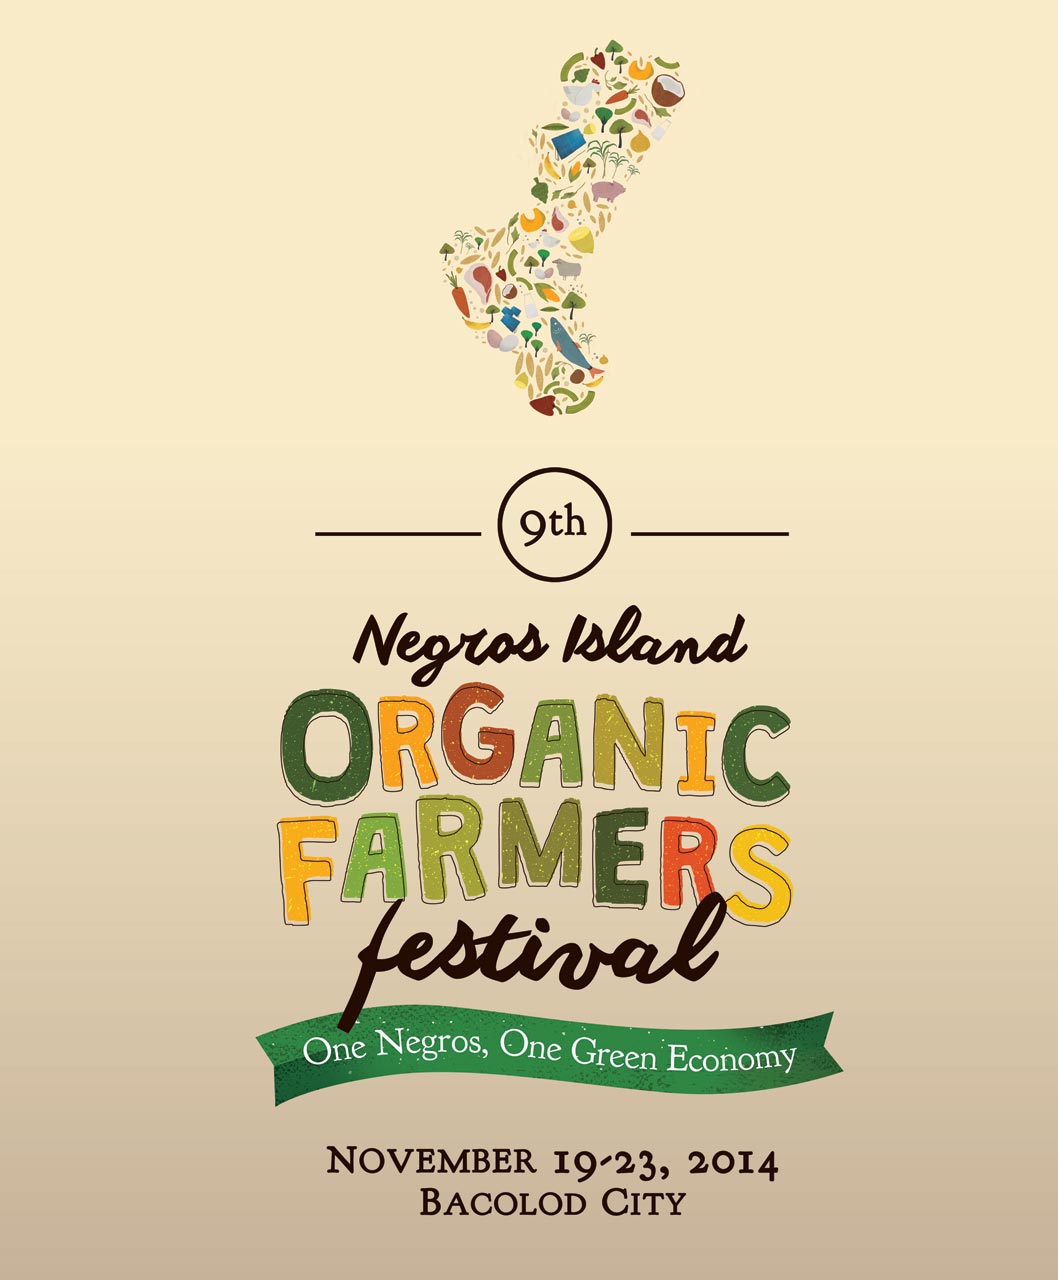 9th
Negros Island
ORGANIC
FARMERS
festival
One Negros, One Green Economy
November 19-23, 2014
Bacolod City